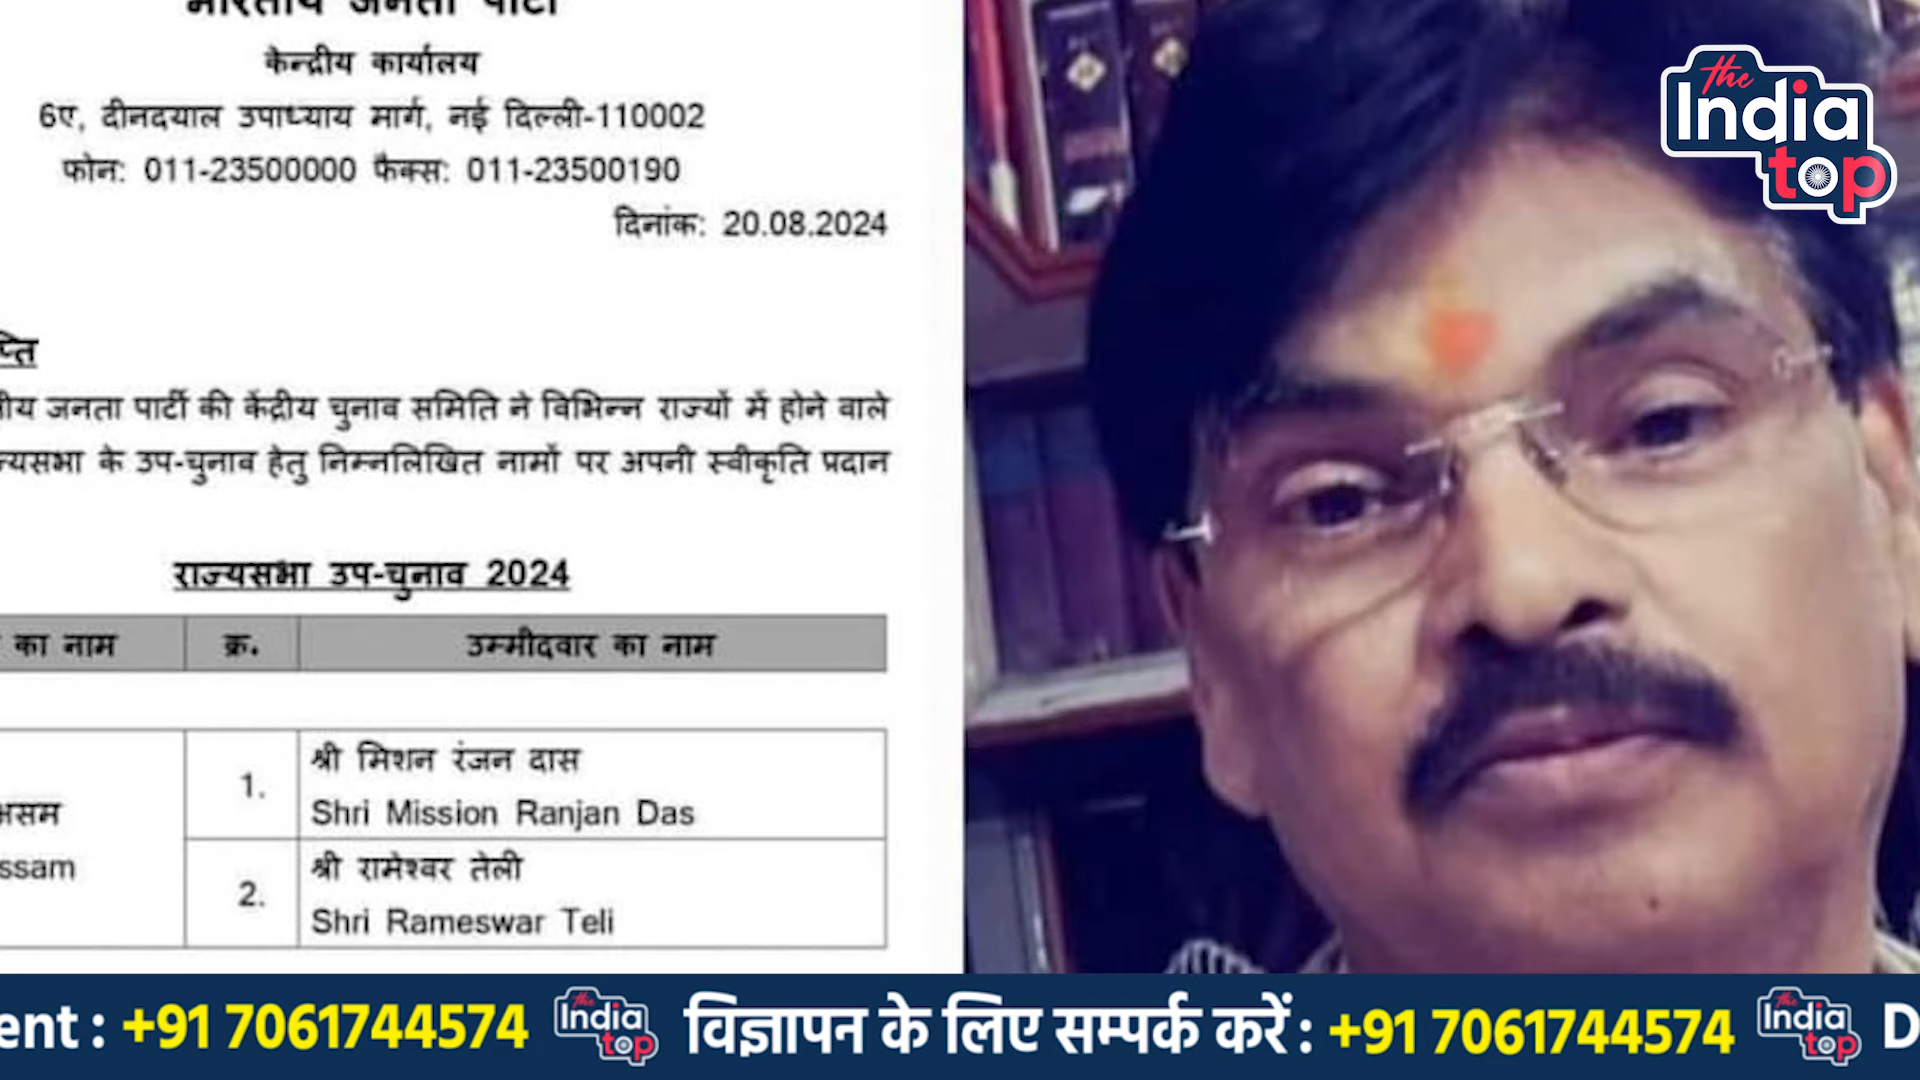 भारतीय जनता पार्टी
केन्द्रीय कार्यालय
6ए, दीनदयाल उपाध्याय मार्ग, नई दिल्ली-110002
फोन: 011-23500000 फैक्स: 011-23500190
दिनांक: 20.08.2024
जनता पार्टी की केंद्रीय चुनाव समिति ने विभिन्न राज्यों में होने वाले
के उप-चुनाव हेतु निम्नलिखित नामों पर अपनी स्वीकृति प्रदान
राज्यसभा उप-चुनाव 2024
का नाम क्र. उम्मीदवार का नाम
1. श्री मिशन रंजन दास
Shri Mission Ranjan Das
2. श्री रामेश्वर तेली
Shri Rameswar Teli
the
India
top
ent : +91 7061744574 the India top विज्ञापन के लिए सम्पर्क करें : +91 7061744574 the India top D